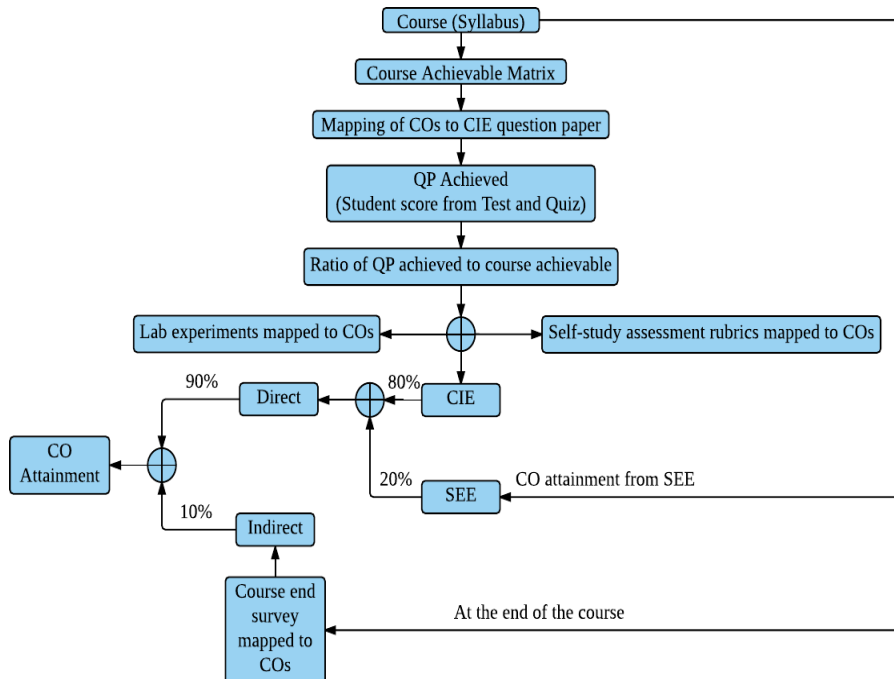 Course (Syllabus)
Course Achievable Matrix
Mapping of COs to CIE question paper
QP Achieved
(Student score from Test and Quiz)
Ratio of QP achieved to course achievable
Lab experiments mapped to COs
Self-study assessment rubrics mapped to COs
90%
Direct
80%
CIE
CO
Attainment
20%
SEE
CO attainment from SEE
10%
Indirect
Course end
survey
mapped to
COs
At the end of the course